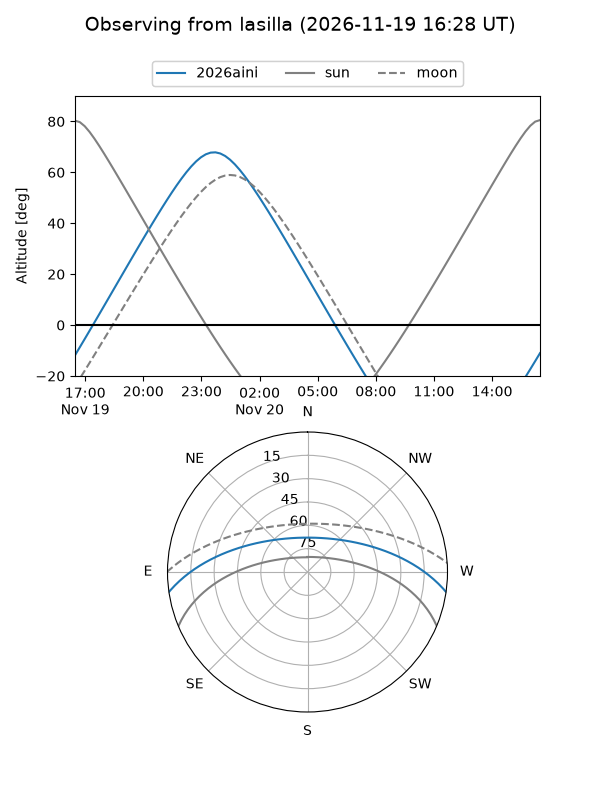 Observing from lasilla (2026-11-19 16:28 UT)
2026aini sun moon
Altitude [deg]
80
60
40
20
0
−20
17:00 20:00 23:00 02:00 05:00 08:00 11:00 14:00
Nov 19 Nov 20
N
NE NW
15
30
45
60
75
E W
SE SW
S